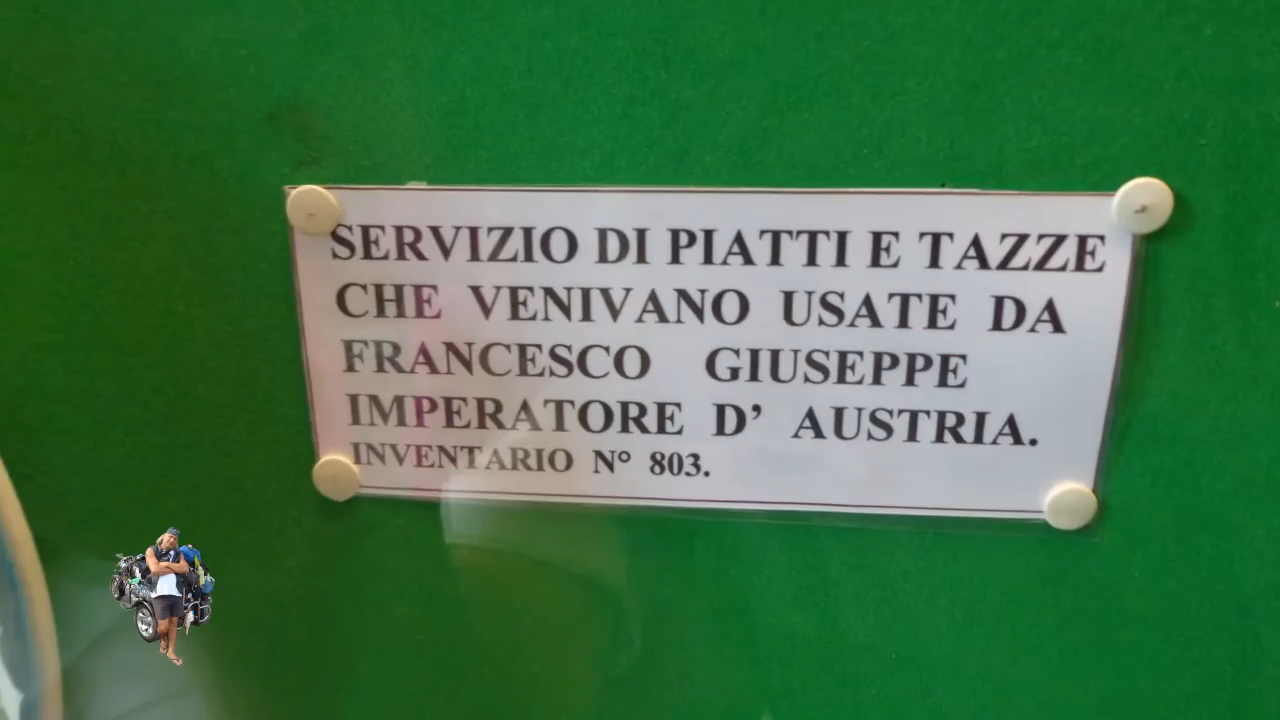 SERVIZIO DI PIATTI E TAZZE
CHE VENIVANO USATE DA
FRANCESCO GIUSEPPE
IMPERATORE D' AUSTRIA.
INVENTARIO N° 803.